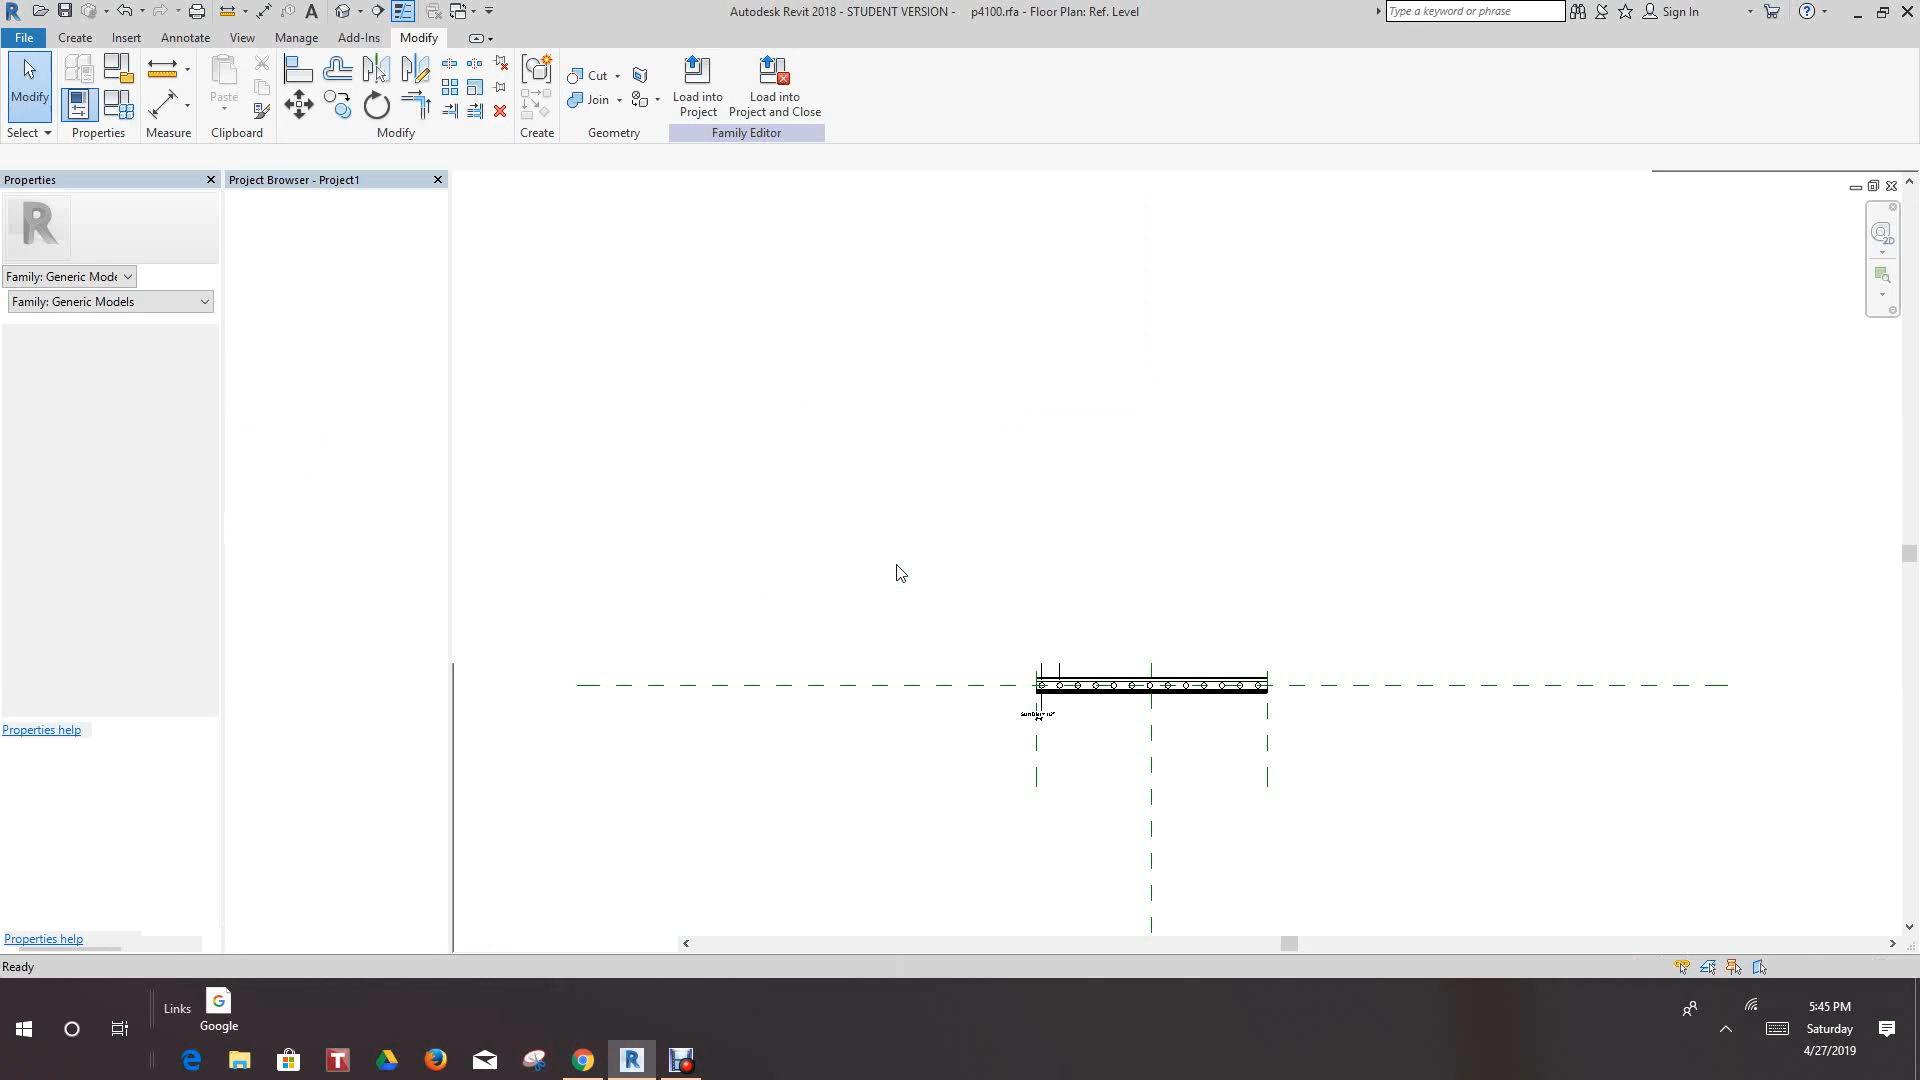 Autodesk Revit 2018 - STUDENT VERSION - p4100.rfa - Floor Plan: Ref. Level
Type a keyword or phrase
Sign In
File Create Insert Annotate View Manage Add-Ins Modify
Modify
Paste
Cut
Join
Load into Project
Load into Project and Close
Select Properties Measure Clipboard Modify Create Geometry Family Editor
Properties
Project Browser - Project1
2D
Family: Generic Mode
Family: Generic Models
Properties help
Properties help
Ready
Links
Google
5:45 PM
Saturday
4/27/2019